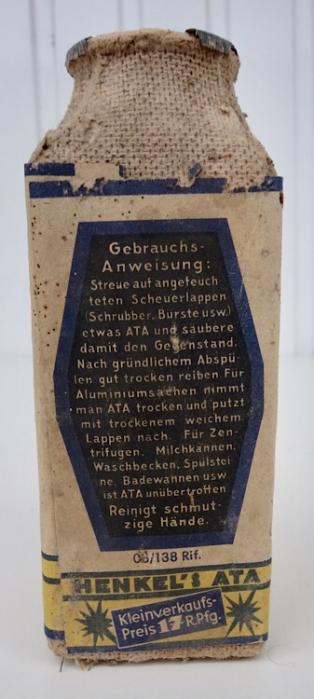 Gebrauchs-
Anweisung:
Streue auf angefeuch-
teten Scheuerlappen
(Schrubber, Bürste usw.)
etwas ATA und säubere
damit den Gegenstand.
Nach gründlichem Abspü-
len gut trocken reiben. Für
Aluminiumsachen nimmt
man ATA trocken und putzt
mit trockenem weichem
Lappen nach. Für Zen-
trifugen, Milchkannen,
Waschbecken, Spülstei-
ne, Badewannen usw
ist ATA unübertroffen
Reinigt schmut-
zige Hände.
CB/138 Rif.
HENKEL'S ATA
Kleinverkaufs-
Preis 17 R.Pfg.